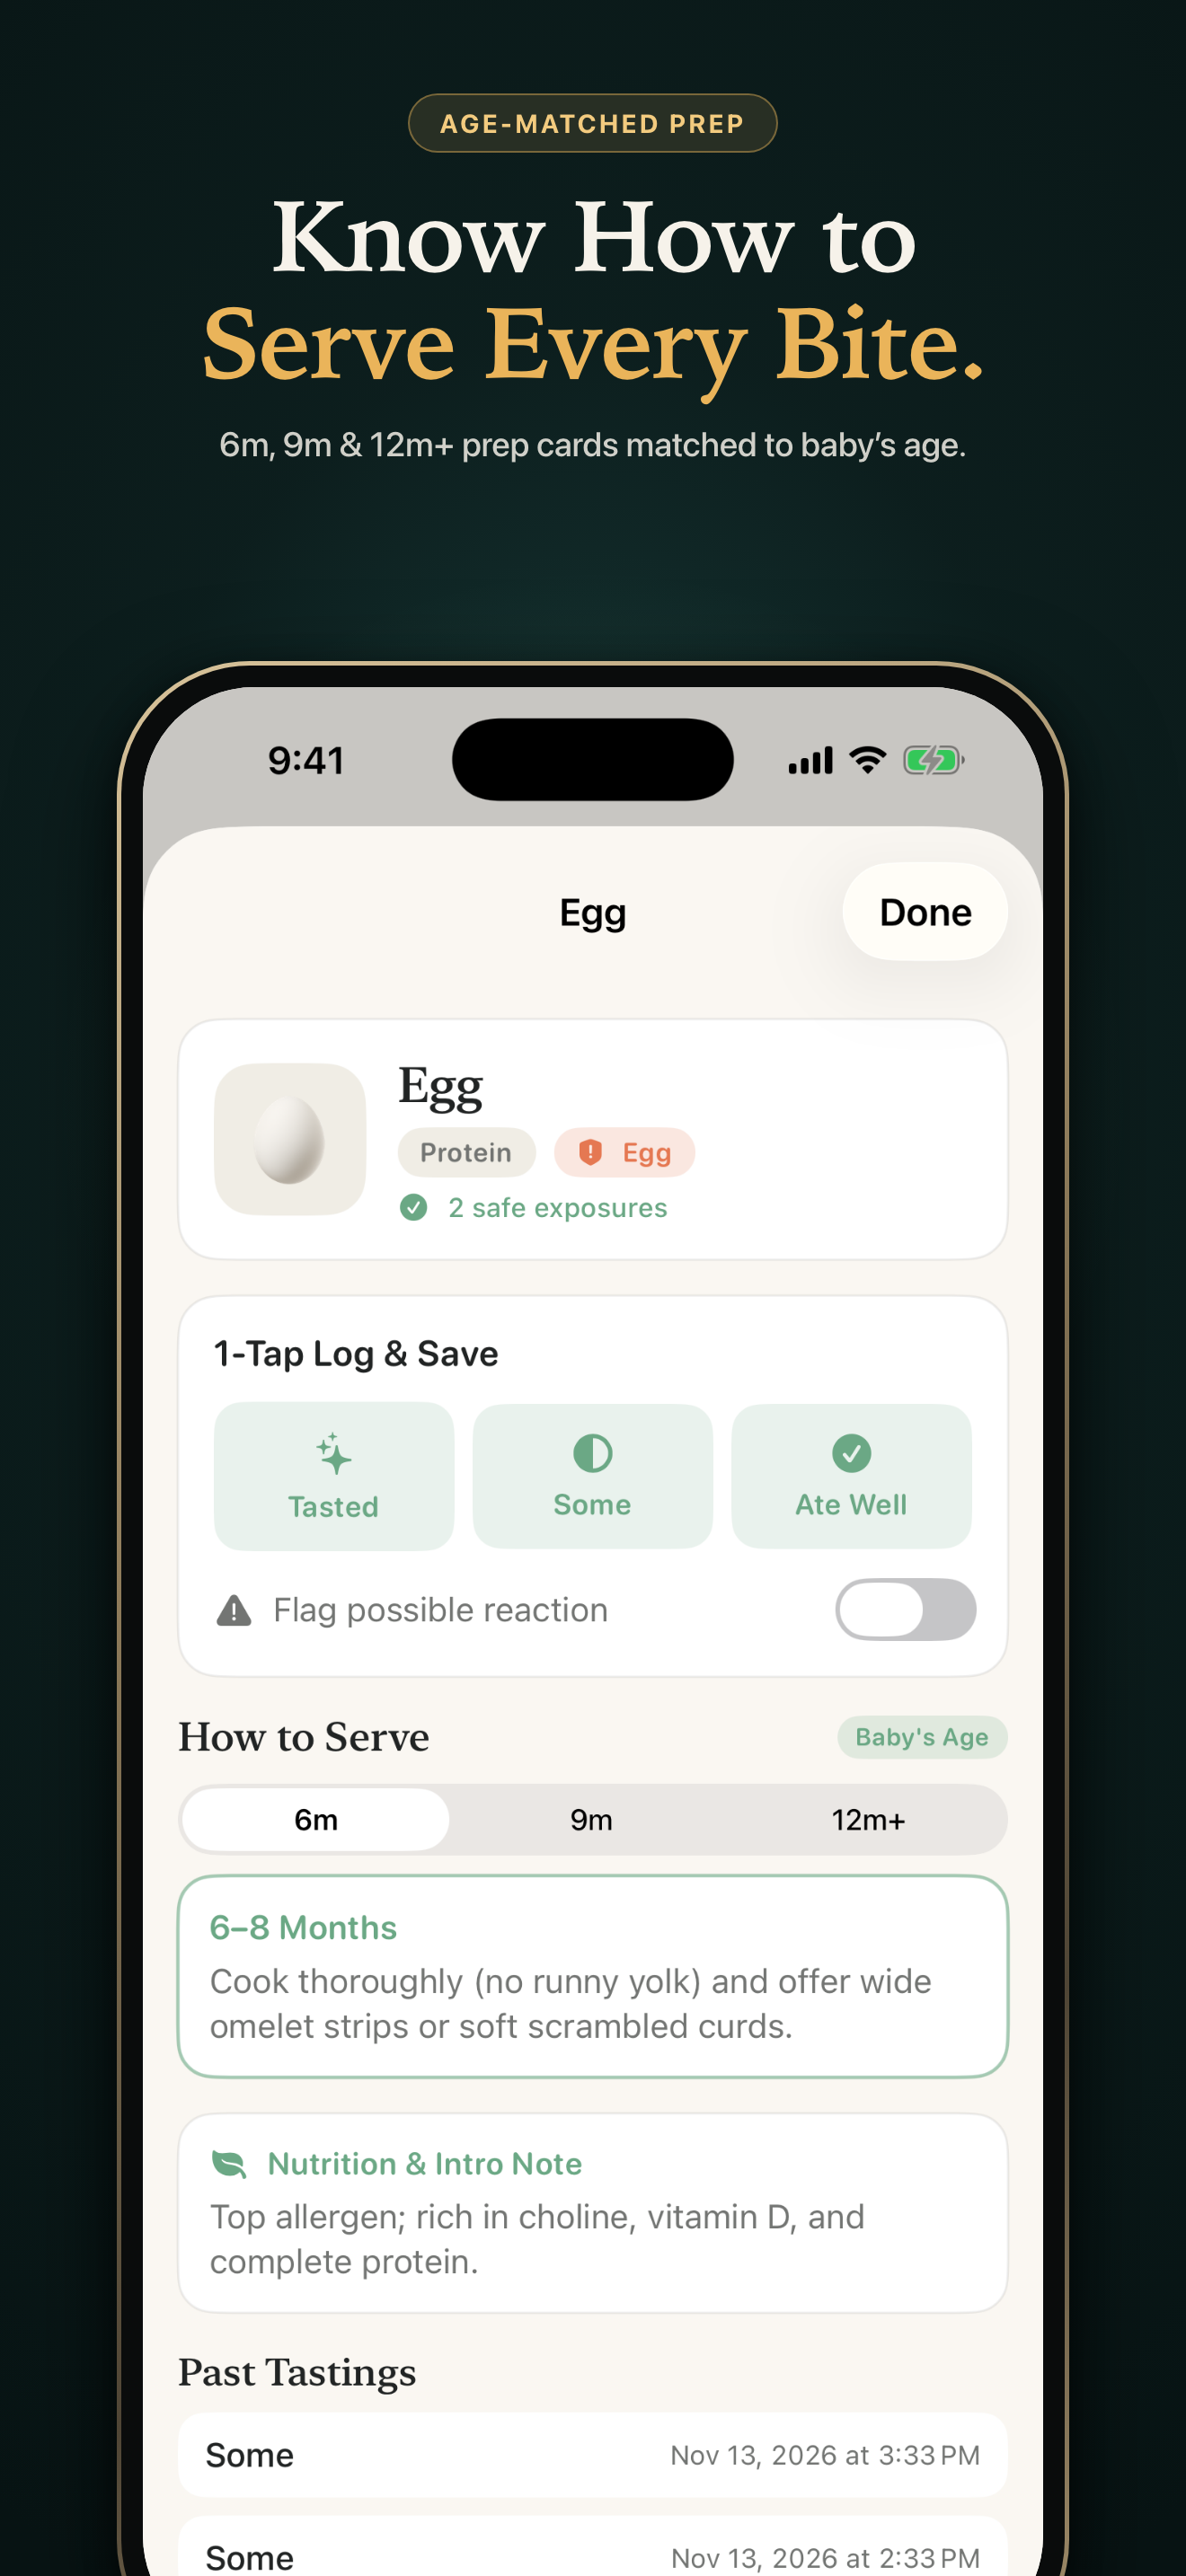 AGE-MATCHED PREP
Know How to
Serve Every Bite.
6m, 9m & 12m+ prep cards matched to baby’s age.
9:41
Egg
Done
Egg
Protein
Egg
2 safe exposures
1-Tap Log & Save
Tasted
Some
Ate Well
Flag possible reaction
How to Serve
Baby's Age
6m
9m
12m+
6–8 Months
Cook thoroughly (no runny yolk) and offer wide
omelet strips or soft scrambled curds.
Nutrition & Intro Note
Top allergen; rich in choline, vitamin D, and
complete protein.
Past Tastings
Some
Nov 13, 2026 at 3:33 PM
Some
Nov 13, 2026 at 2:33 PM